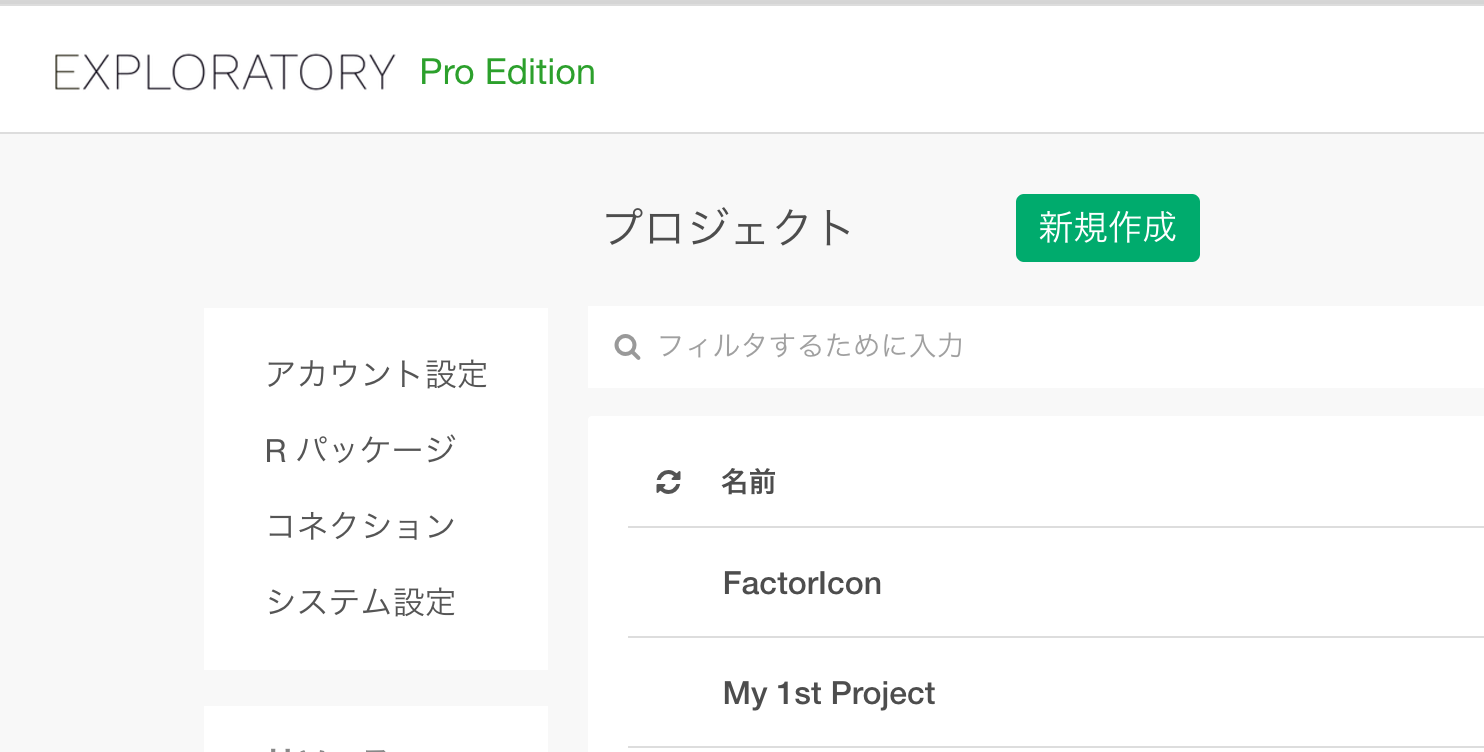 EXPLORATORY Pro Edition
プロジェクト 新規作成
フィルタするために入力
アカウント設定
R パッケージ
コネクション
システム設定
名前
FactorIcon
My 1st Project